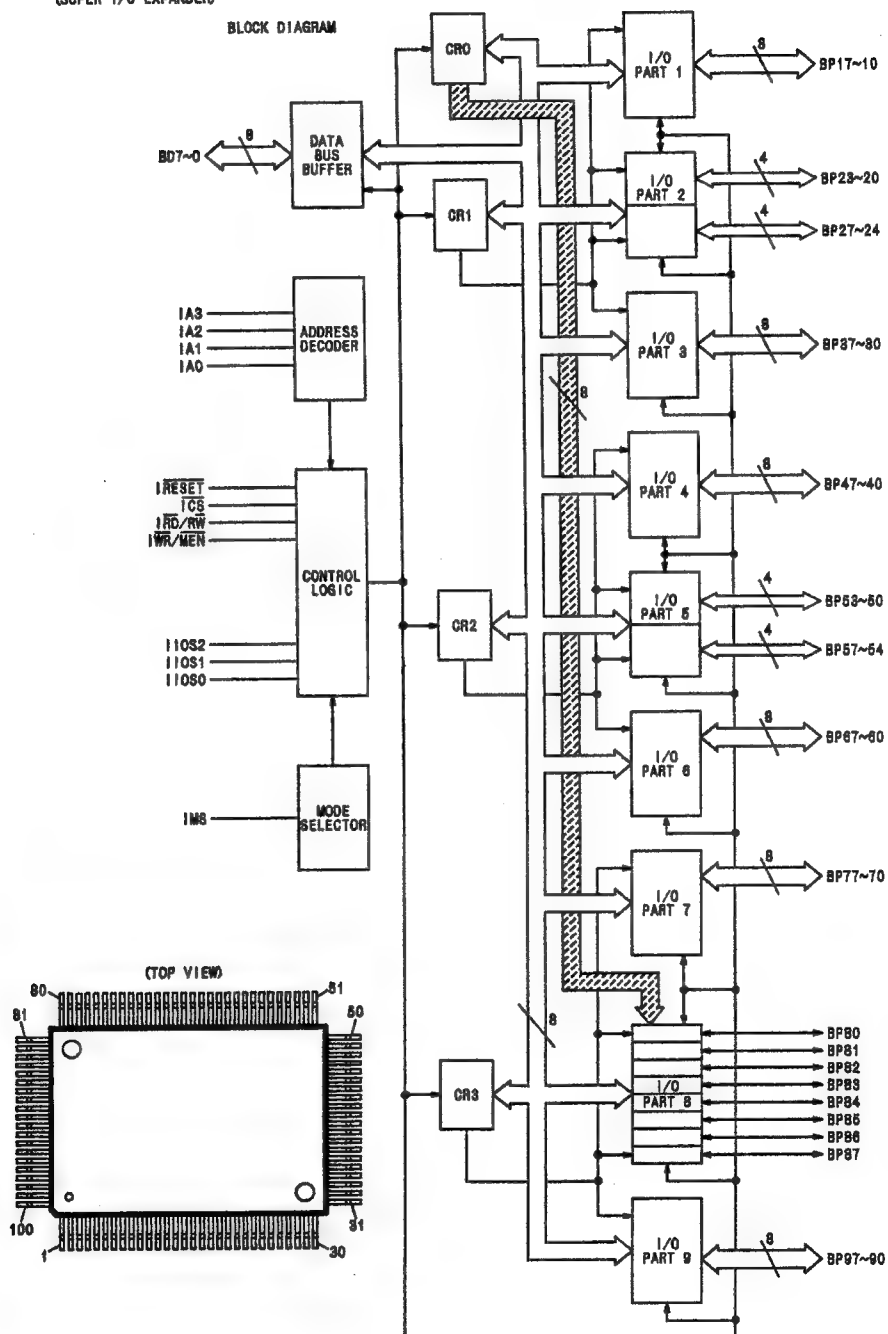 (SUPER I/O EXPANDER)
BLOCK DIAGRAM
CR0
I/O
PART 1
8
BP17~10
BD7~0
8
DATA
BUS
BUFFER
I/O
PART 2
4
BP23~20
4
BP27~24
CR1
IA3
IA2
IA1
IA0
ADDRESS
DECODER
I/O
PART 3
8
BP37~30
8
I/O
PART 4
8
BP47~40
IRESET
ICS
IRD/RW
IWR/MEN
CONTROL
LOGIC
IIOS2
IIOS1
IIOS0
CR2
I/O
PART 5
4
BP53~50
4
BP57~54
I/O
PART 6
8
BP67~60
IMS
MODE
SELECTOR
I/O
PART 7
8
BP77~70
(TOP VIEW)
80
51
81
50
100
31
1
30
8
CR3
I/O
PART 8
BP80
BP81
BP82
BP83
BP84
BP85
BP86
BP87
I/O
PART 9
8
BP97~90